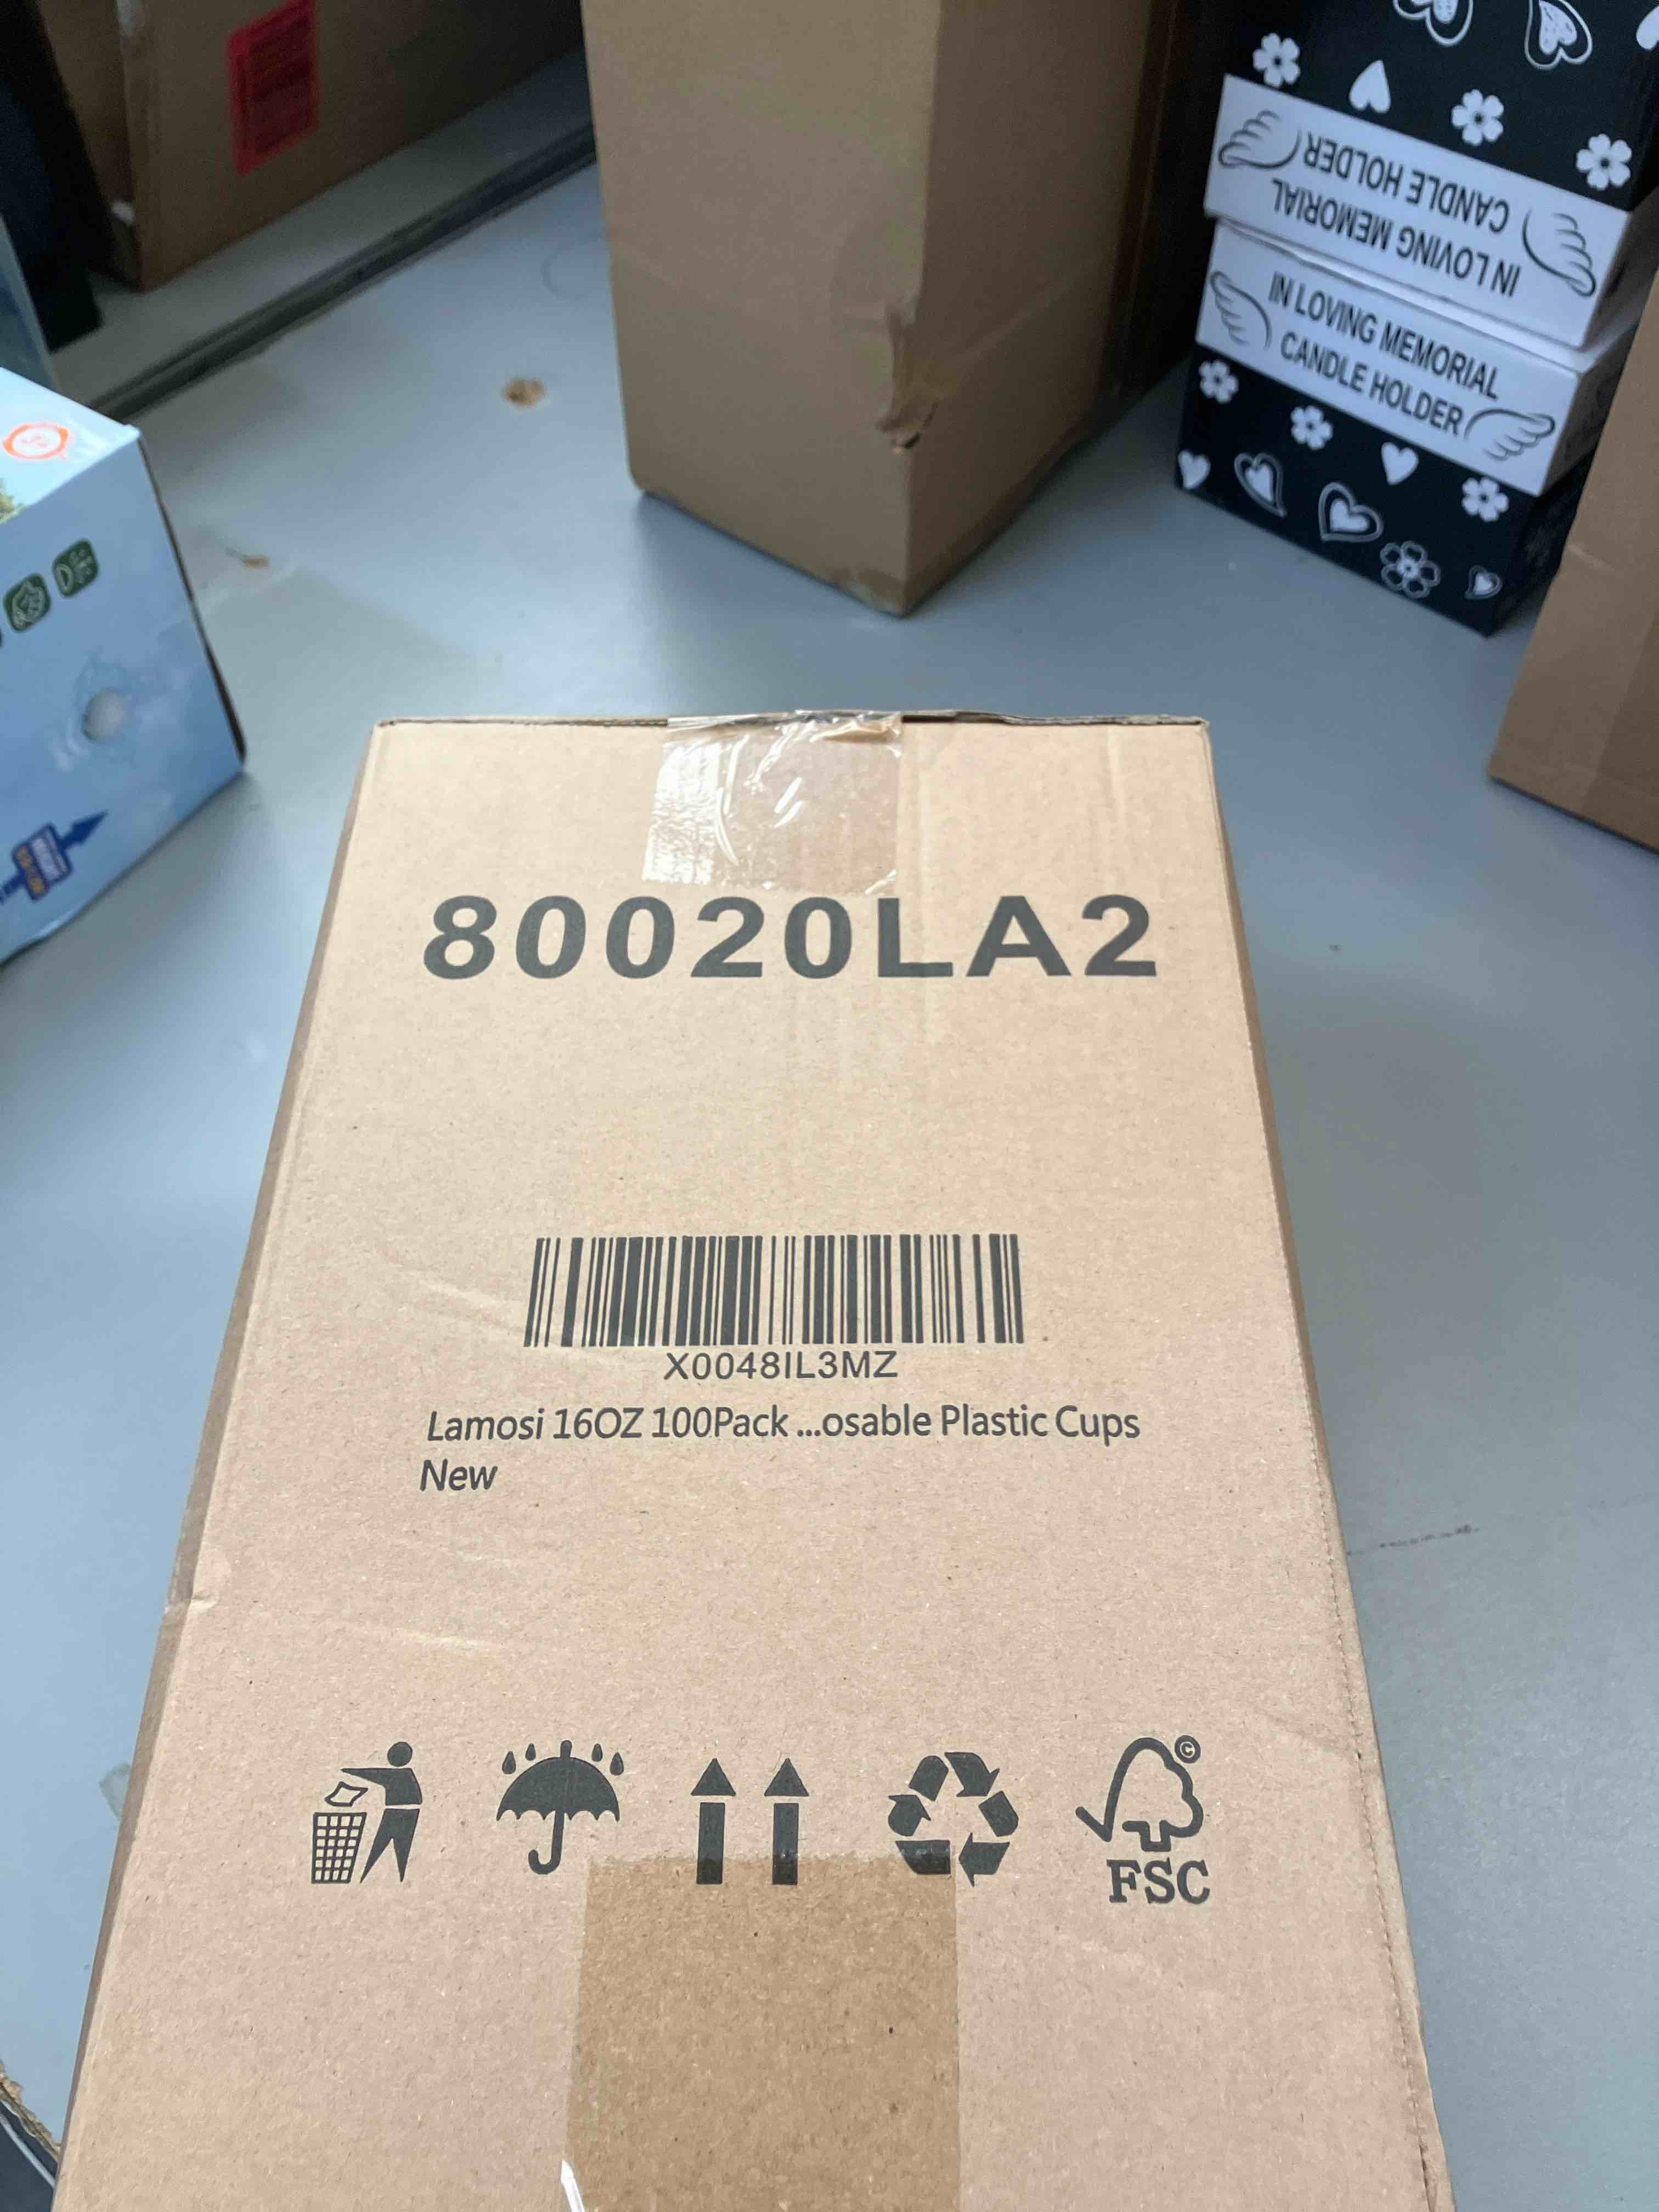 CANDLE HOLDER
IN LOVING MEMORIAL
IN LOVING MEMORIAL
CANDLE HOLDER
80020LA2
X0048IL3MZ
Lamosi 16OZ 100Pack ...osable Plastic Cups
New
FSC